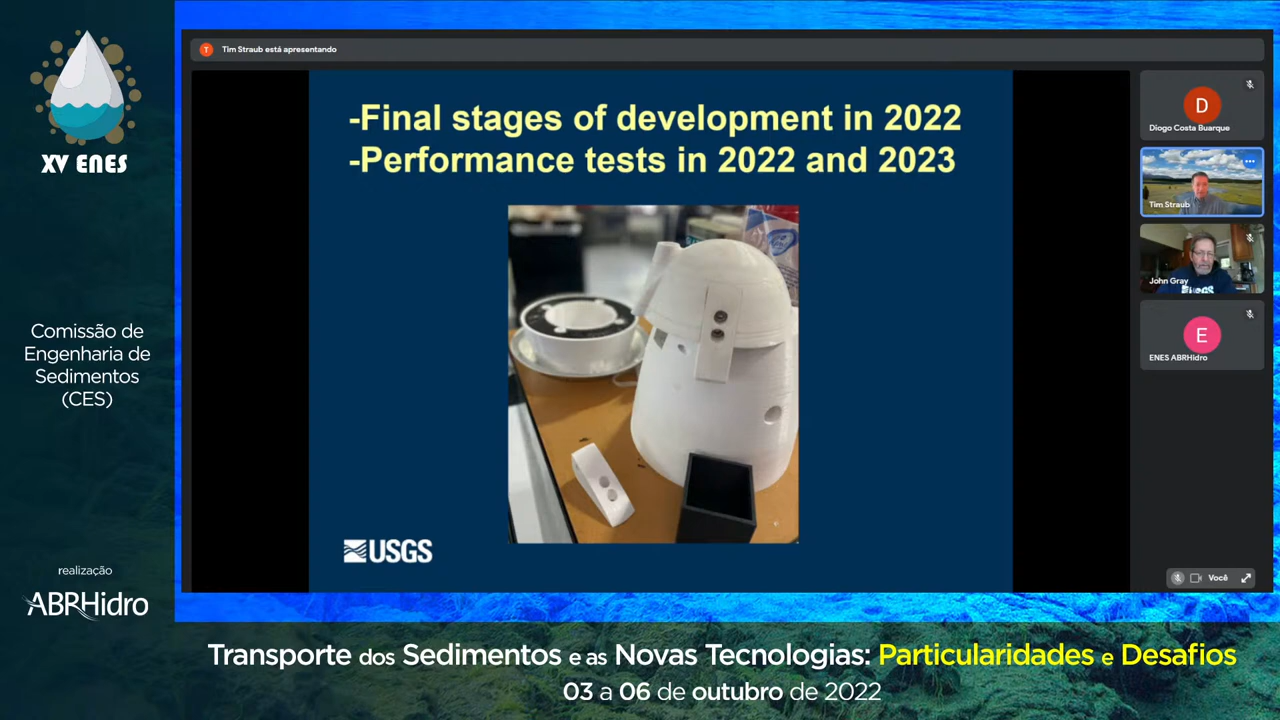 XV ENES
Comissão de
Engenharia de
Sedimentos
(CES)
realização
ABRHidro
T
Tim Straub está apresentando
-Final stages of development in 2022
-Performance tests in 2022 and 2023
USGS
D
Diogo Costa Buarque
Tim Straub
John Gray
USGS
E
ENES ABRHidro
Você
Transporte dos Sedimentos e as Novas Tecnologias: Particularidades e Desafios
03 a 06 de outubro de 2022